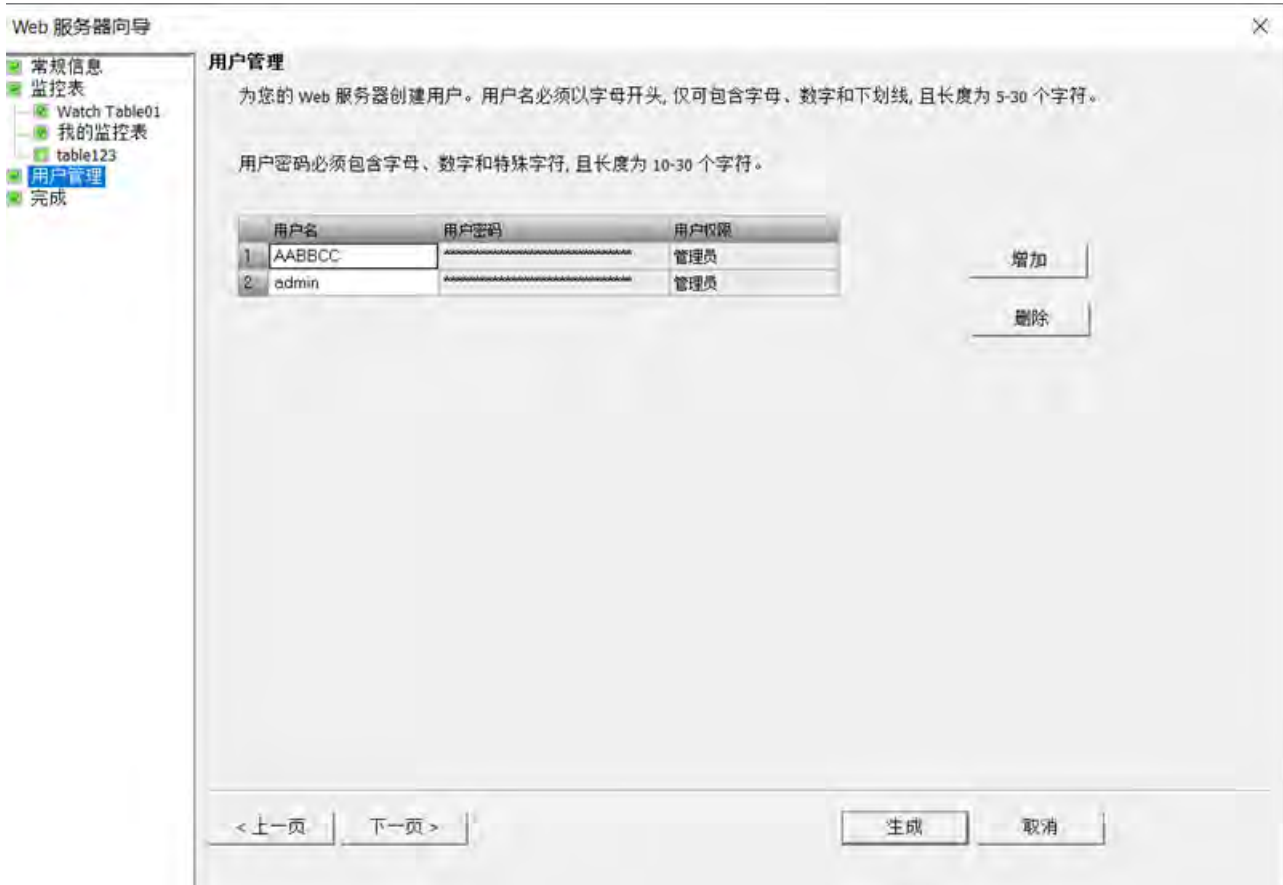 Web 服务器向导
常规信息
监控表
Watch Table01
我的监控表
table123
用户管理
完成
用户管理
为您的 Web 服务器创建用户。用户名必须以字母开头, 仅可包含字母、数字和下划线, 且长度为 5-30 个字符。
用户密码必须包含字母、数字和特殊字符, 且长度为 10-30 个字符。
用户名 用户密码 用户权限
1 AABBCC ****************************** 管理员
2 admin ****************************** 管理员
增加
删除
< 上一页 下一页 > 生成 取消